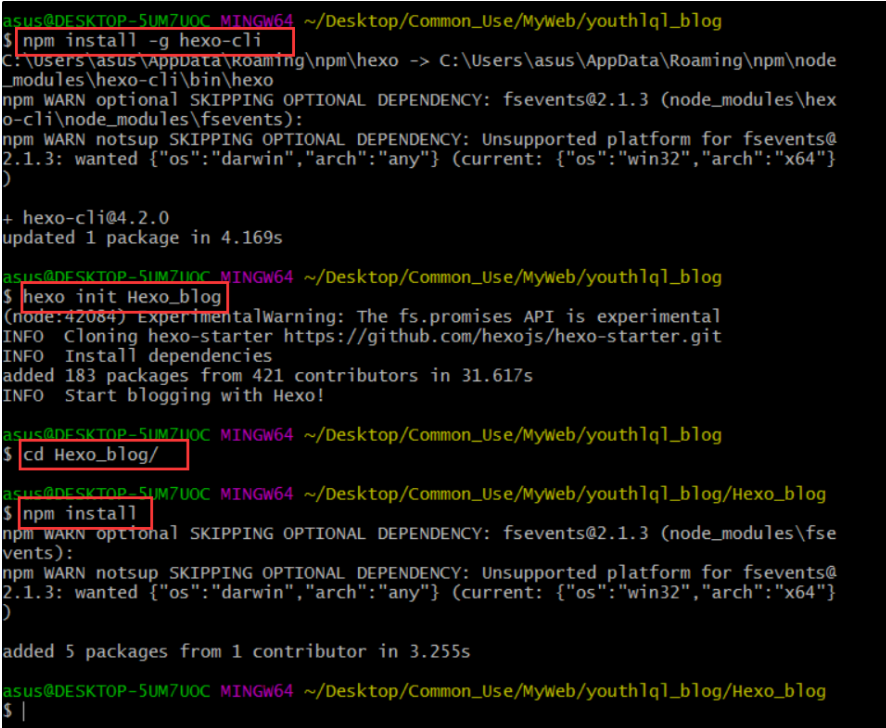 asus@DESKTOP-5UM7UOC MINGW64 ~/Desktop/Common_Use/MyWeb/youthlql_blog
$ npm install -g hexo-cli
C:\Users\asus\AppData\Roaming\npm\hexo -> C:\Users\asus\AppData\Roaming\npm\node
_modules\hexo-cli\bin\hexo
npm WARN optional SKIPPING OPTIONAL DEPENDENCY: fsevents@2.1.3 (node_modules\hex
o-cli\node_modules\fsevents):
npm WARN notsup SKIPPING OPTIONAL DEPENDENCY: Unsupported platform for fsevents@
2.1.3: wanted {"os":"darwin","arch":"any"} (current: {"os":"win32","arch":"x64"}
)
+ hexo-cli@4.2.0
updated 1 package in 4.169s
asus@DESKTOP-5UM7UOC MINGW64 ~/Desktop/Common_Use/MyWeb/youthlql_blog
$ hexo init Hexo_blog
(node:42084) ExperimentalWarning: The fs.promises API is experimental
INFO  Cloning hexo-starter https://github.com/hexojs/hexo-starter.git
INFO  Install dependencies
added 183 packages from 421 contributors in 31.617s
INFO  Start blogging with Hexo!
asus@DESKTOP-5UM7UOC MINGW64 ~/Desktop/Common_Use/MyWeb/youthlql_blog
$ cd Hexo_blog/
asus@DESKTOP-5UM7UOC MINGW64 ~/Desktop/Common_Use/MyWeb/youthlql_blog/Hexo_blog
$ npm install
npm WARN optional SKIPPING OPTIONAL DEPENDENCY: fsevents@2.1.3 (node_modules\fse
vents):
npm WARN notsup SKIPPING OPTIONAL DEPENDENCY: Unsupported platform for fsevents@
2.1.3: wanted {"os":"darwin","arch":"any"} (current: {"os":"win32","arch":"x64"}
)
added 5 packages from 1 contributor in 3.255s
asus@DESKTOP-5UM7UOC MINGW64 ~/Desktop/Common_Use/MyWeb/youthlql_blog/Hexo_blog
$